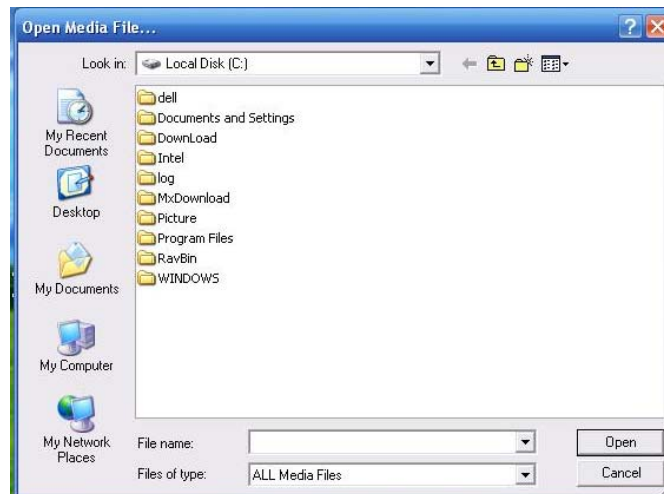 Open Media File...
Look in:
Local Disk (C:)
My Recent
Documents
Desktop
My Documents
My Computer
My Network
Places
dell
Documents and Settings
DownLoad
Intel
log
MxDownload
Picture
Program Files
RavBin
WINDOWS
File name:
Open
Files of type:
ALL Media Files
Cancel